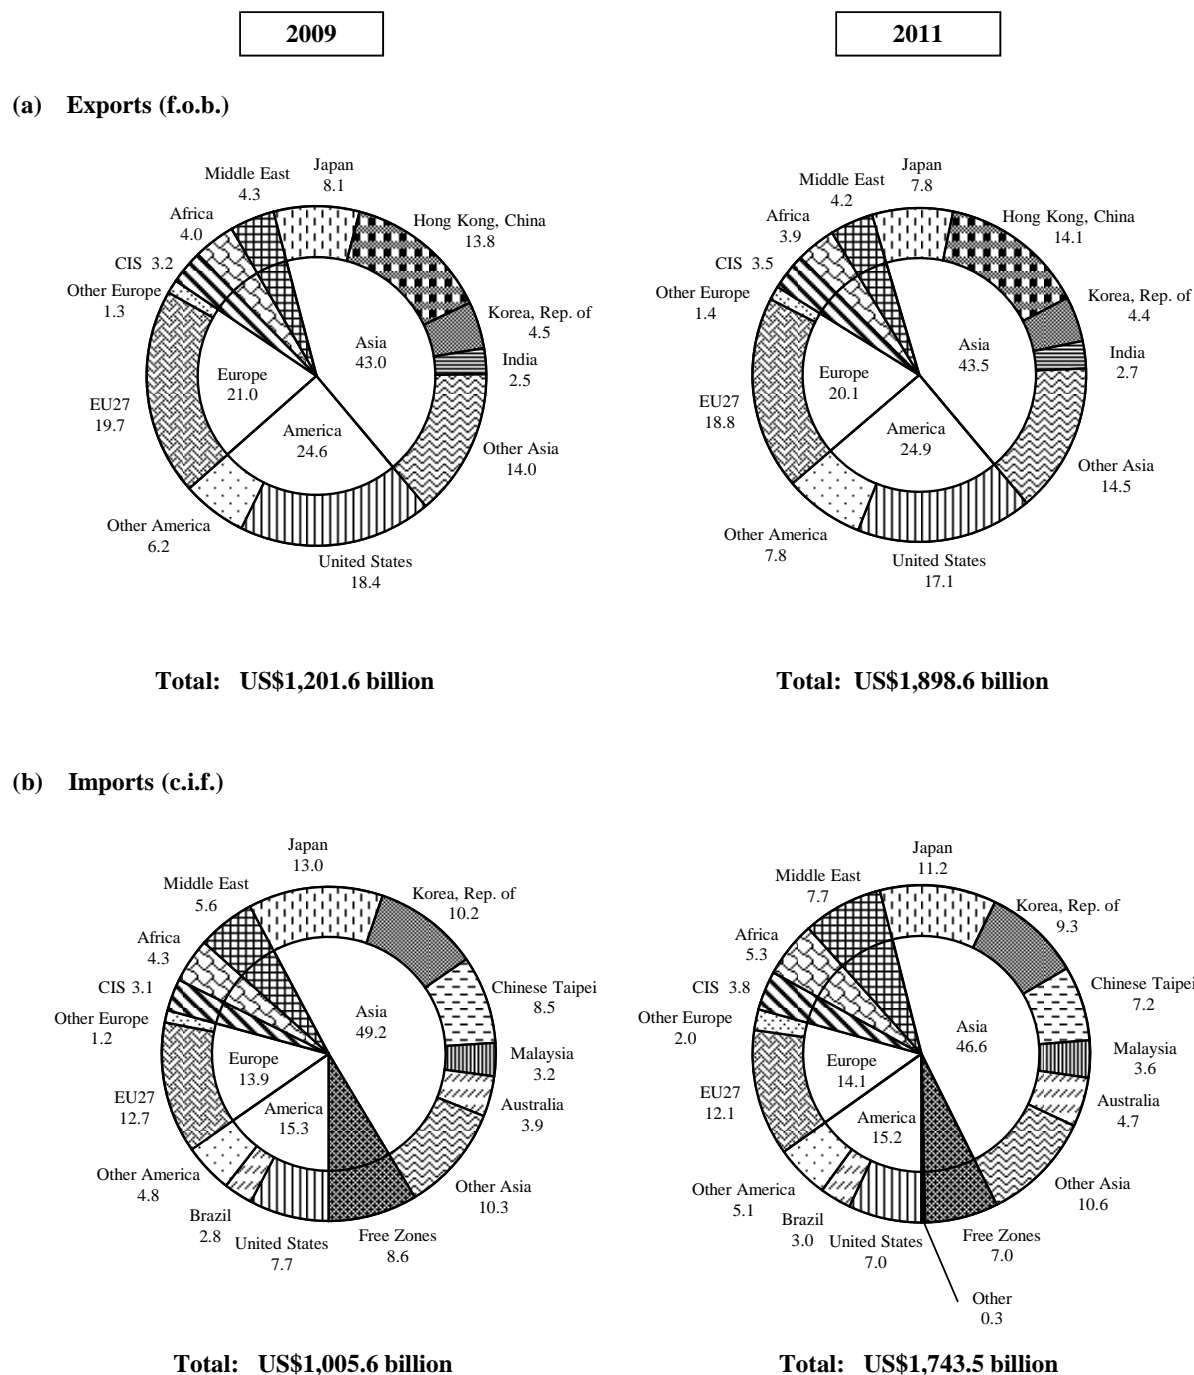 2009
2011
(a) Exports (f.o.b.)
Japan
8.1
Middle East
4.3
Africa
4.0
CIS 3.2
Other Europe
1.3
EU27
19.7
Other America
6.2
United States
18.4
Other Asia
14.0
India
2.5
Korea, Rep. of
4.5
Hong Kong, China
13.8
Asia
43.0
Europe
21.0
America
24.6
Total: US$1,201.6 billion
Japan
7.8
Middle East
4.2
Africa
3.9
CIS 3.5
Other Europe
1.4
EU27
18.8
Other America
7.8
United States
17.1
Other Asia
14.5
India
2.7
Korea, Rep. of
4.4
Hong Kong, China
14.1
Asia
43.5
Europe
20.1
America
24.9
Total: US$1,898.6 billion
(b) Imports (c.i.f.)
Japan
13.0
Middle East
5.6
Africa
4.3
CIS 3.1
Other Europe
1.2
EU27
12.7
Other America
4.8
Brazil
2.8
United States
7.7
Free Zones
8.6
Other Asia
10.3
Australia
3.9
Malaysia
3.2
Chinese Taipei
8.5
Korea, Rep. of
10.2
Asia
49.2
Europe
13.9
America
15.3
Total: US$1,005.6 billion
Japan
11.2
Middle East
7.7
Africa
5.3
CIS 3.8
Other Europe
2.0
EU27
12.1
Other America
5.1
Brazil
3.0
United States
7.0
Other
0.3
Free Zones
7.0
Other Asia
10.6
Australia
4.7
Malaysia
3.6
Chinese Taipei
7.2
Korea, Rep. of
9.3
Asia
46.6
Europe
14.1
America
15.2
Total: US$1,743.5 billion